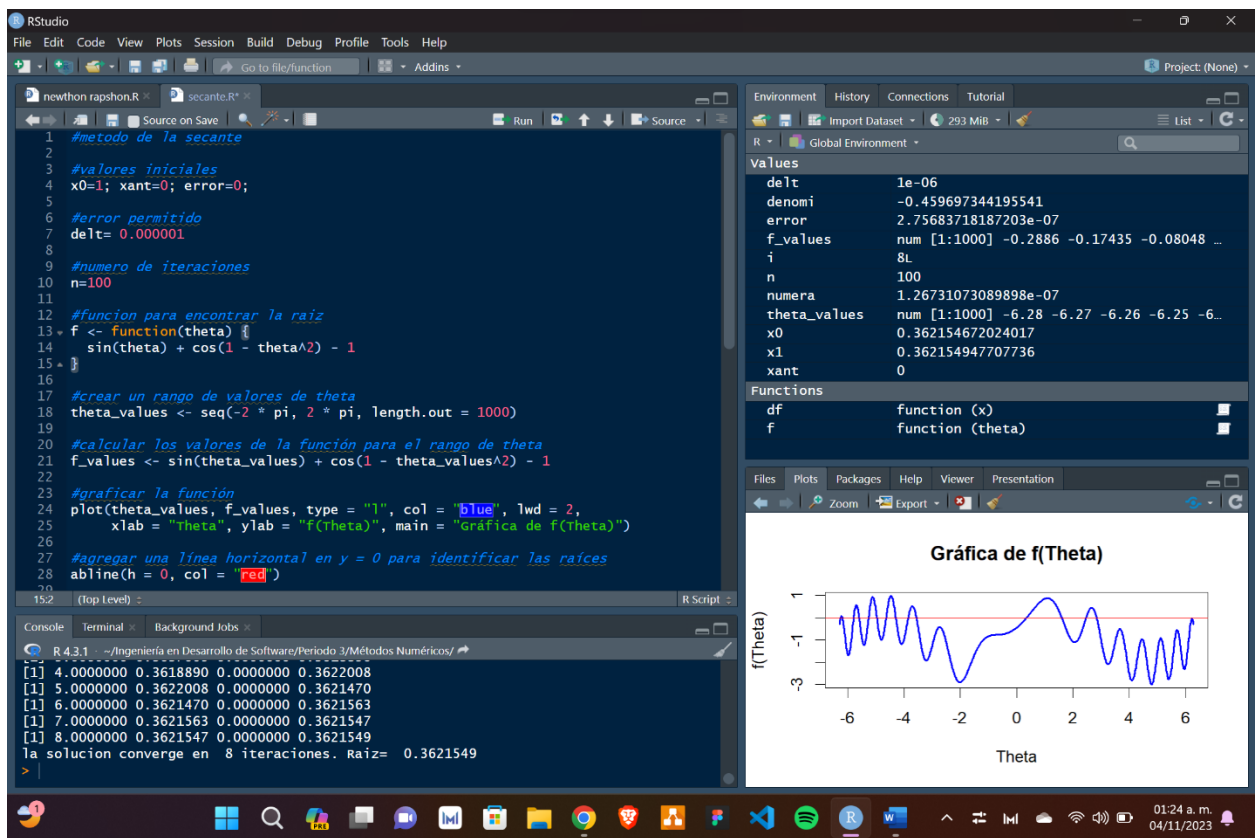 RStudio
File Edit Code View Plots Session Build Debug Profile Tools Help
Go to file/function Addins Project: (None)
newthon rapshon.R secante.R*
Source on Save Run Source
1 #metodo de la secante
2
3 #valores iniciales
4 x0=1; xant=0; error=0;
5
6 #error permitido
7 delt= 0.000001
8
9 #numero de iteraciones
10 n=100
11
12 #funcion para encontrar la raiz
13 f <- function(theta) {
14 sin(theta) + cos(1 - theta^2) - 1
15 }
16
17 #crear un rango de valores de theta
18 theta_values <- seq(-2 * pi, 2 * pi, length.out = 1000)
19
20 #calcular los valores de la función para el rango de theta
21 f_values <- sin(theta_values) + cos(1 - theta_values^2) - 1
22
23 #graficar la función
24 plot(theta_values, f_values, type = "l", col = "blue", lwd = 2,
25 xlab = "Theta", ylab = "f(Theta)", main = "Gráfica de f(Theta)")
26
27 #agregar una línea horizontal en y = 0 para identificar las raíces
28 abline(h = 0, col = "red")
29
15:2 (Top Level) R Script
Console Terminal Background Jobs
R 4.3.1 · ~/Ingeniería en Desarrollo de Software/Periodo 3/Métodos Numéricos/
[1] 4.0000000 0.3618890 0.0000000 0.3622008
[1] 5.0000000 0.3622008 0.0000000 0.3621470
[1] 6.0000000 0.3621470 0.0000000 0.3621563
[1] 7.0000000 0.3621563 0.0000000 0.3621547
[1] 8.0000000 0.3621547 0.0000000 0.3621549
la solucion converge en 8 iteraciones. Raiz= 0.3621549
>
Environment History Connections Tutorial
Import Dataset 293 MiB List
R Global Environment
Values
delt 1e-06
denomi -0.459697344195541
error 2.75683718187203e-07
f_values num [1:1000] -0.2886 -0.17435 -0.08048 …
i 8L
n 100
numera 1.26731073089898e-07
theta_values num [1:1000] -6.28 -6.27 -6.26 -6.25 -6…
x0 0.362154672024017
x1 0.362154947707736
xant 0
Functions
df function (x)
f function (theta)
Files Plots Packages Help Viewer Presentation
Zoom Export
Gráfica de f(Theta)
f(Theta)
1
-1
-3
-6 -4 -2 0 2 4 6
Theta
1
PRE
01:24 a. m.
04/11/2023